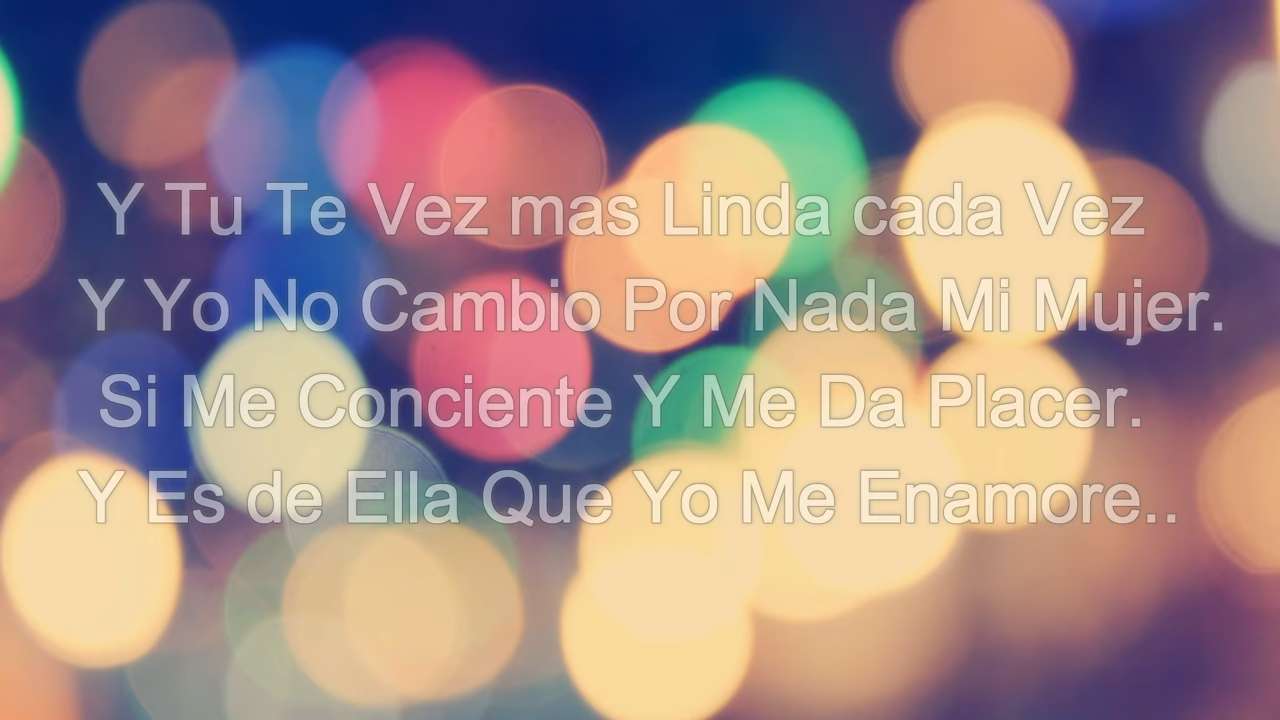 Y Tu Te Vez mas Linda cada Vez
Y Yo No Cambio Por Nada Mi Mujer.
Si Me Conciente Y Me Da Placer.
Y Es de Ella Que Yo Me Enamore..